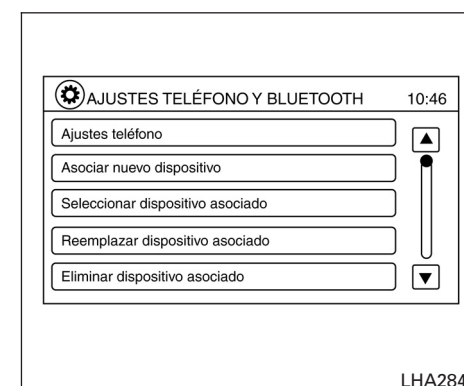 AJUSTES TELÉFONO Y BLUETOOTH 10:46
Ajustes teléfono
Asociar nuevo dispositivo
Seleccionar dispositivo asociado
Reemplazar dispositivo asociado
Eliminar dispositivo asociado
LHA284